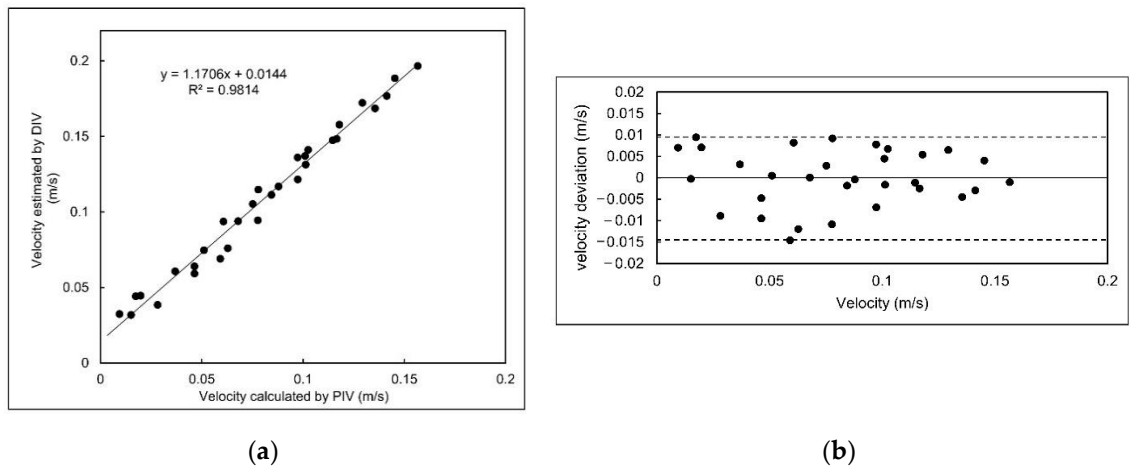 0.2
0.15
0.1
0.05
0
Velocity estimated by DIV
(m/s)
y = 1.1706x + 0.0144
R² = 0.9814
0 0.05 0.1 0.15 0.2
Velocity calculated by PIV (m/s)
(a)
0.02
0.015
0.01
0.005
0
−0.005
−0.01
−0.015
−0.02
velocity deviation (m/s)
0 0.05 0.1 0.15 0.2
Velocity (m/s)
(b)